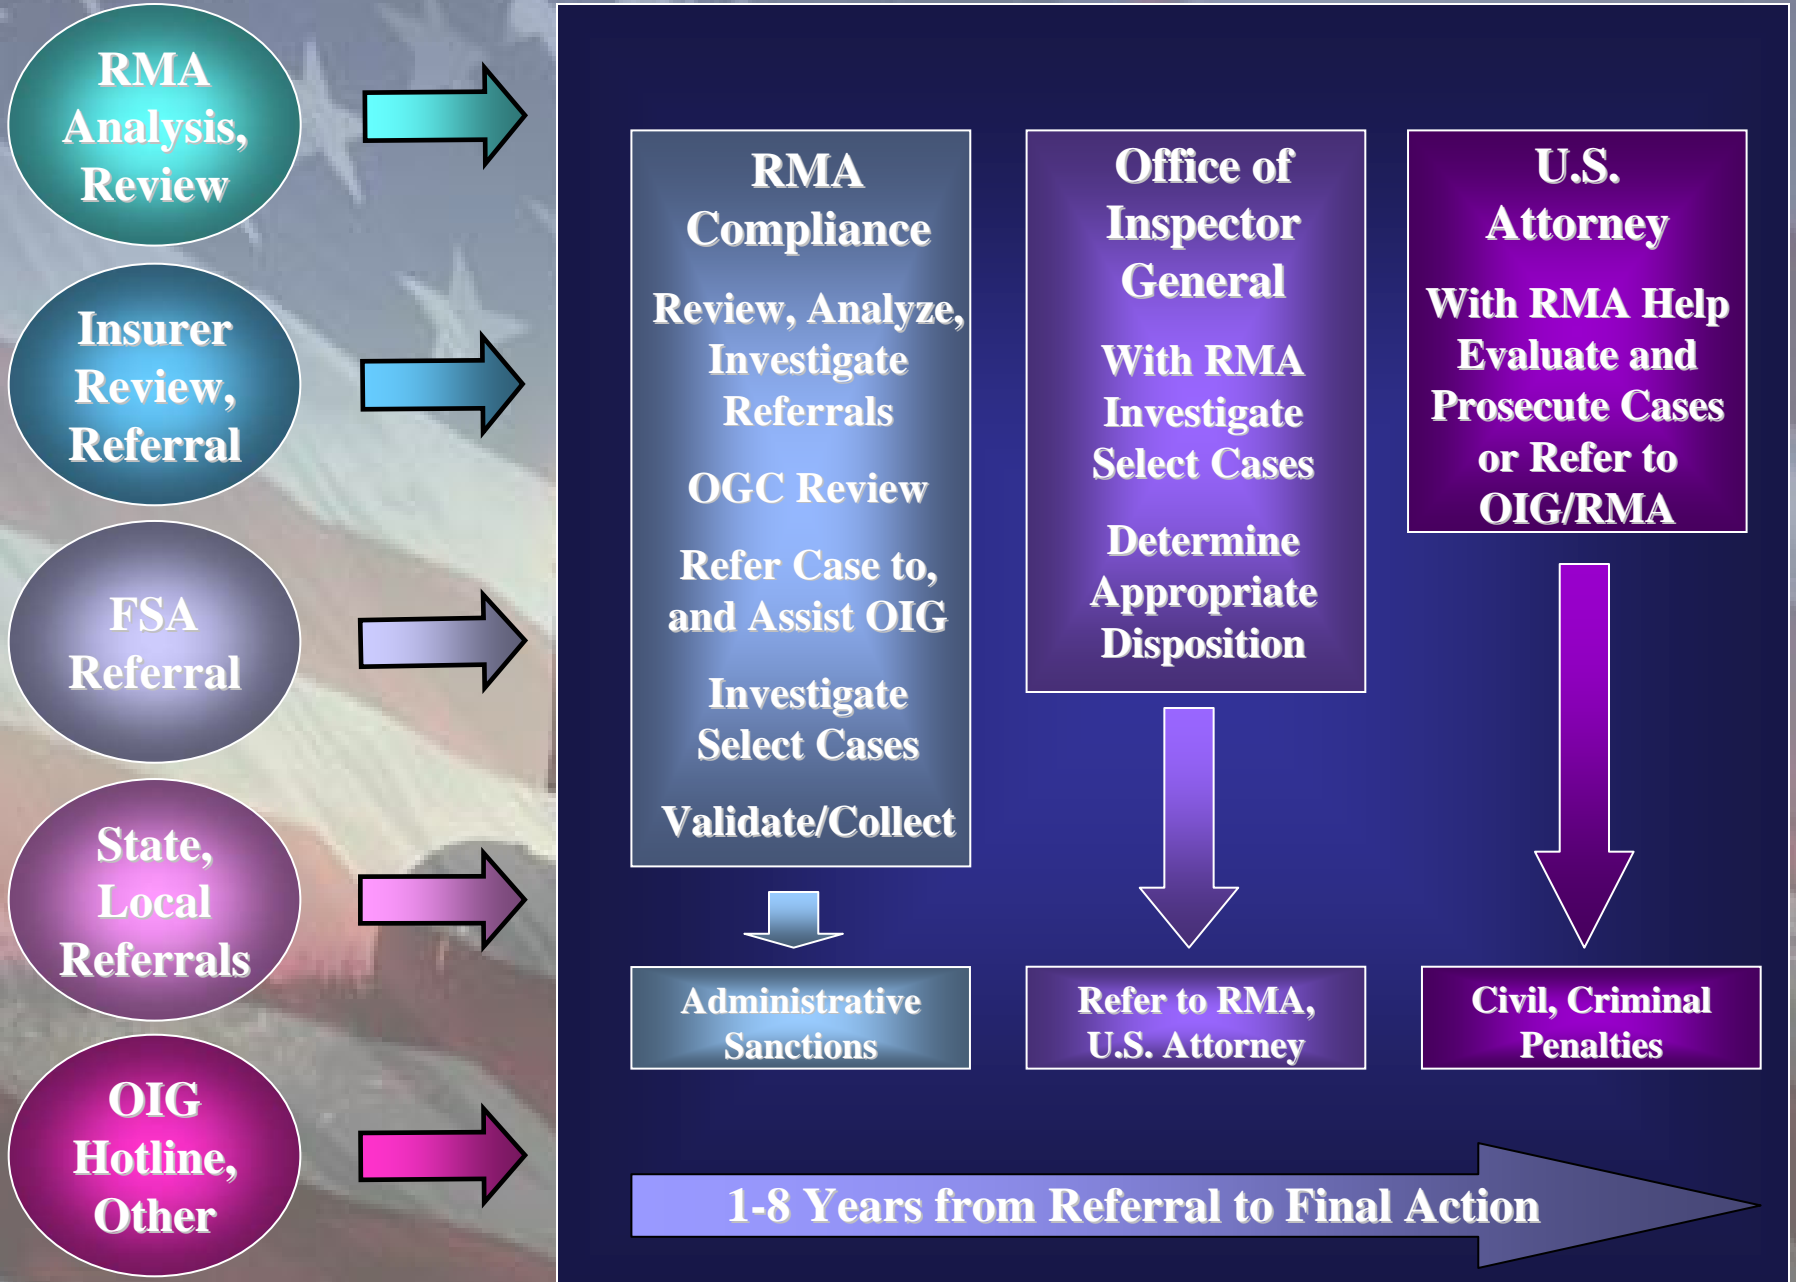 RMA
Analysis,
Review
Insurer
Review,
Referral
FSA
Referral
State,
Local
Referrals
OIG
Hotline,
Other
RMA
Compliance
Review, Analyze,
Investigate
Referrals
OGC Review
Refer Case to,
and Assist OIG
Investigate
Select Cases
Validate/Collect
Administrative
Sanctions
Office of
Inspector
General
With RMA
Investigate
Select Cases
Determine
Appropriate
Disposition
Refer to RMA,
U.S. Attorney
U.S.
Attorney
With RMA Help
Evaluate and
Prosecute Cases
or Refer to
OIG/RMA
Civil, Criminal
Penalties
1-8 Years from Referral to Final Action